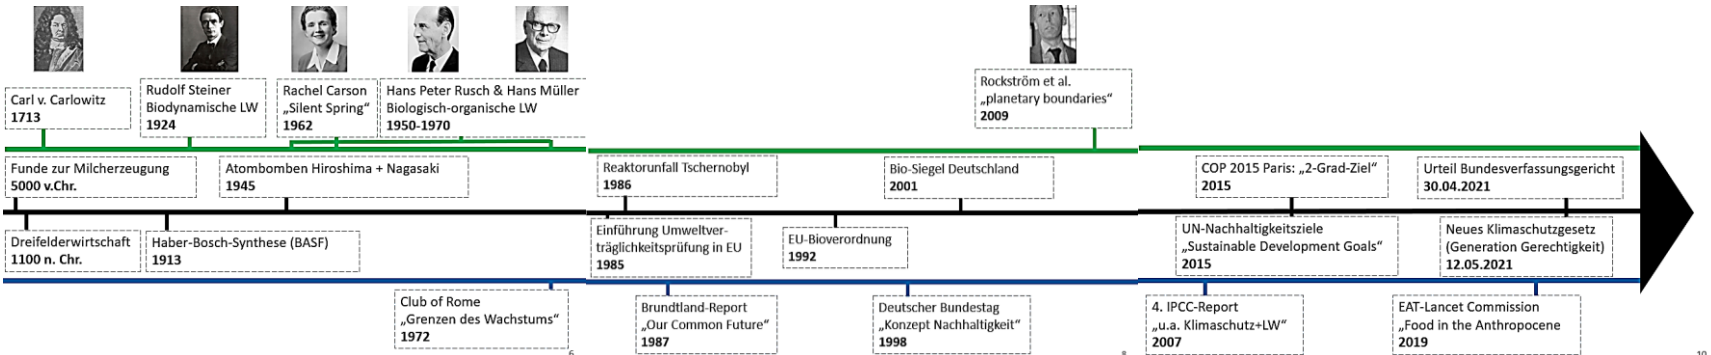 Carl v. Carlowitz
1713
Rudolf Steiner
Biodynamische LW
1924
Rachel Carson
„Silent Spring“
1962
Hans Peter Rusch & Hans Müller
Biologisch-organische LW
1950-1970
Rockström et al.
„planetary boundaries“
2009
Funde zur Milcherzeugung
5000 v.Chr.
Atombomben Hiroshima + Nagasaki
1945
Reaktorunfall Tschernobyl
1986
Bio-Siegel Deutschland
2001
COP 2015 Paris: „2-Grad-Ziel“
2015
Urteil Bundesverfassungsgericht
30.04.2021
Dreifelderwirtschaft
1100 n. Chr.
Haber-Bosch-Synthese (BASF)
1913
Einführung Umweltver-
träglichkeitsprüfung in EU
1985
EU-Bioverordnung
1992
UN-Nachhaltigkeitsziele
„Sustainable Development Goals“
2015
Neues Klimaschutzgesetz
(Generation Gerechtigkeit)
12.05.2021
Club of Rome
„Grenzen des Wachstums“
1972
Brundtland-Report
„Our Common Future“
1987
Deutscher Bundestag
„Konzept Nachhaltigkeit“
1998
4. IPCC-Report
„u.a. Klimaschutz+LW“
2007
EAT-Lancet Commission
„Food in the Anthropocene
2019